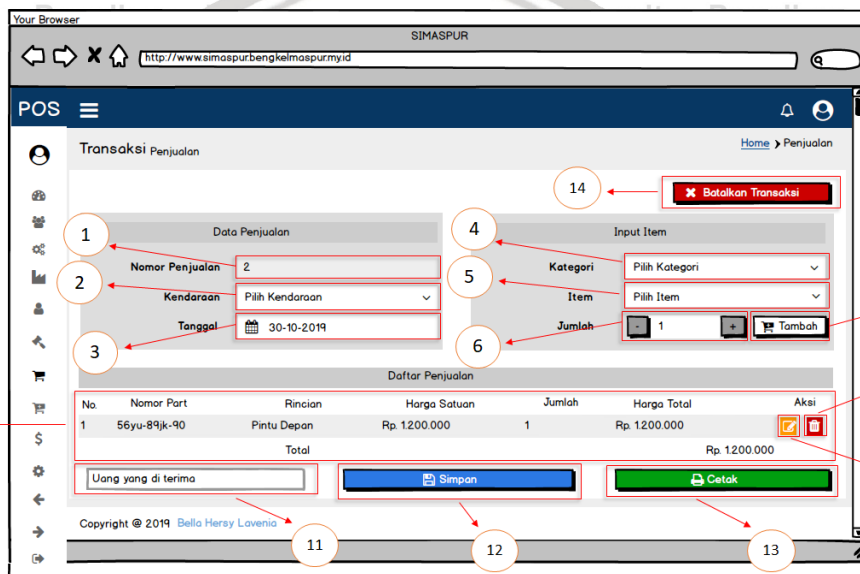 Your Browser
SIMASPUR
http://www.simaspur.bengkelmaspur.my.id
POS
Transaksi Penjualan
Home Penjualan
14
Batalkan Transaksi
1
Data Penjualan
4
Input Item
Nomor Penjualan 2
Kategori Pilih Kategori
2
5
Kendaraan Pilih Kendaraan
Item Pilih Item
Tanggal 30-10-2019
Jumlah - 1 + Tambah
3
6
Daftar Penjualan
No. Nomor Part Rincian Harga Satuan Jumlah Harga Total Aksi
1 56yu-89jk-90 Pintu Depan Rp. 1.200.000 1 Rp. 1.200.000
Total Rp. 1.200.000
Uang yang di terima
Simpan
Cetak
Copyright @ 2019 Bella Hersy Lavenia
11
12
13